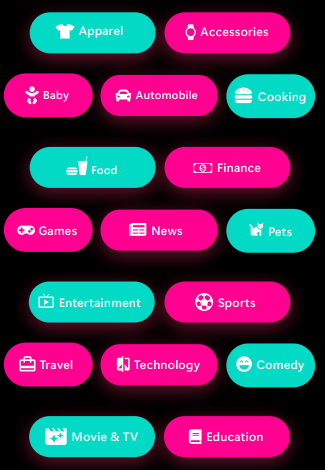 Apparel
Accessories
Baby
Automobile
Cooking
Food
Finance
Games
News
Pets
Entertainment
Sports
Travel
Technology
Comedy
Movie & TV
Education